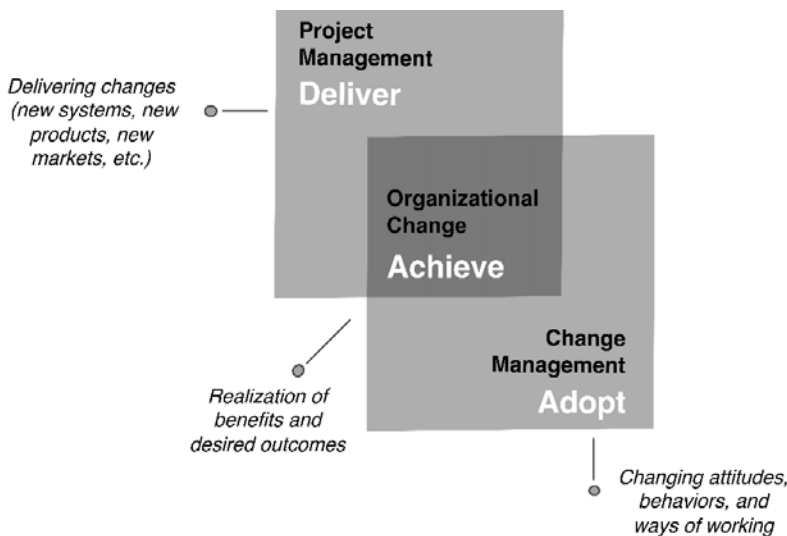 Project
Management
Deliver
Delivering changes
(new systems, new
products, new
markets, etc.)
Organizational
Change
Achieve
Change
Management
Adopt
Realization of
benefits and
desired outcomes
Changing attitudes,
behaviors, and
ways of working